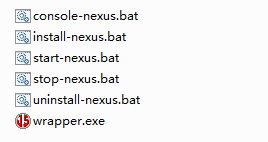 console-nexus.bat
install-nexus.bat
start-nexus.bat
stop-nexus.bat
uninstall-nexus.bat
wrapper.exe